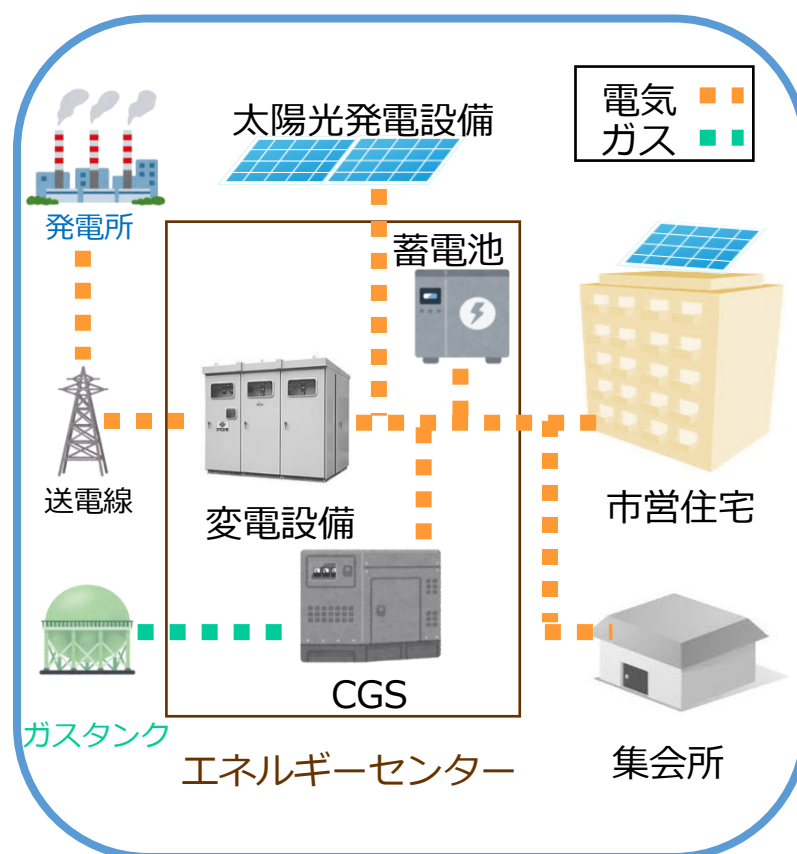 電気
ガス
太陽光発電設備
発電所
蓄電池
送電線
変電設備
市営住宅
CGS
ガスタンク
エネルギーセンター
集会所